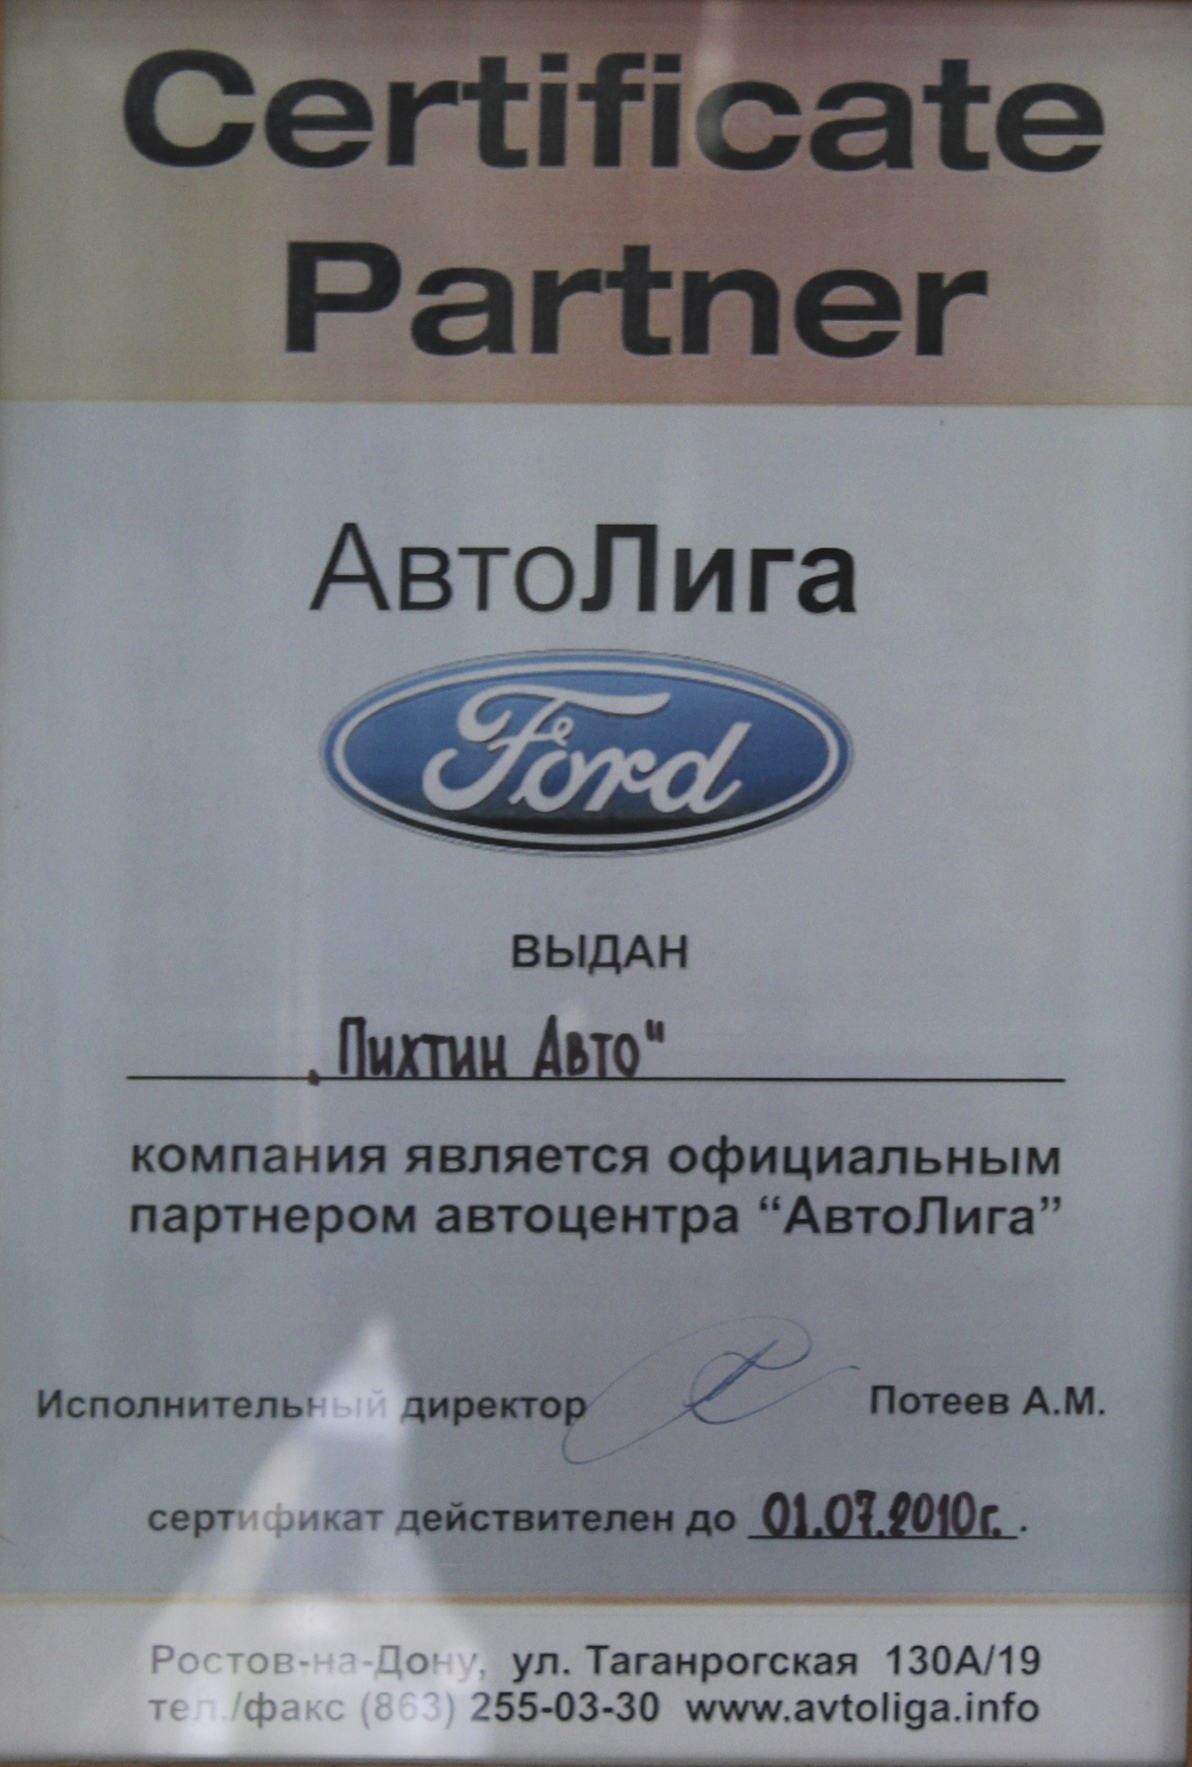 Certificate
Partner
АвтоЛига
Ford
ВЫДАН
„Пихтин Авто"
компания является официальным
партнером автоцентра “АвтоЛига”
Исполнительный директор Потеев А.М.
сертификат действителен до 01.07.2010г..
Ростов-на-Дону, ул. Таганрогская 130А/19
тел./факс (863) 255-03-30 www.avtoliga.info